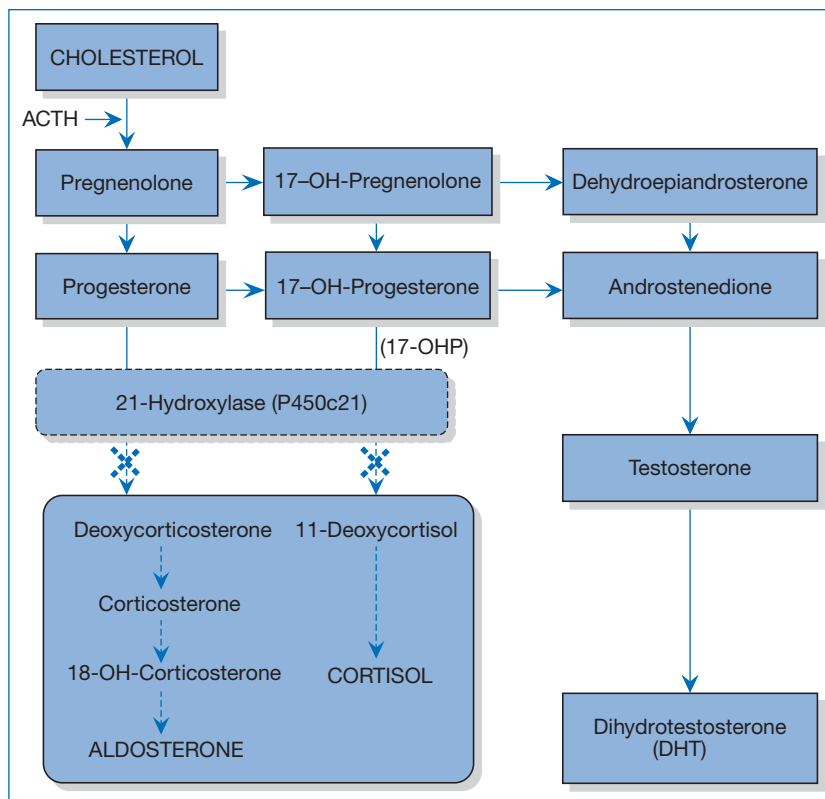 CHOLESTEROL
ACTH
Pregnenolone
17–OH-Pregnenolone
Dehydroepiandrosterone
Progesterone
17–OH-Progesterone
Androstenedione
(17-OHP)
21-Hydroxylase (P450c21)
Testosterone
Deoxycorticosterone
11-Deoxycortisol
Corticosterone
18-OH-Corticosterone
CORTISOL
ALDOSTERONE
Dihydrotestosterone
(DHT)